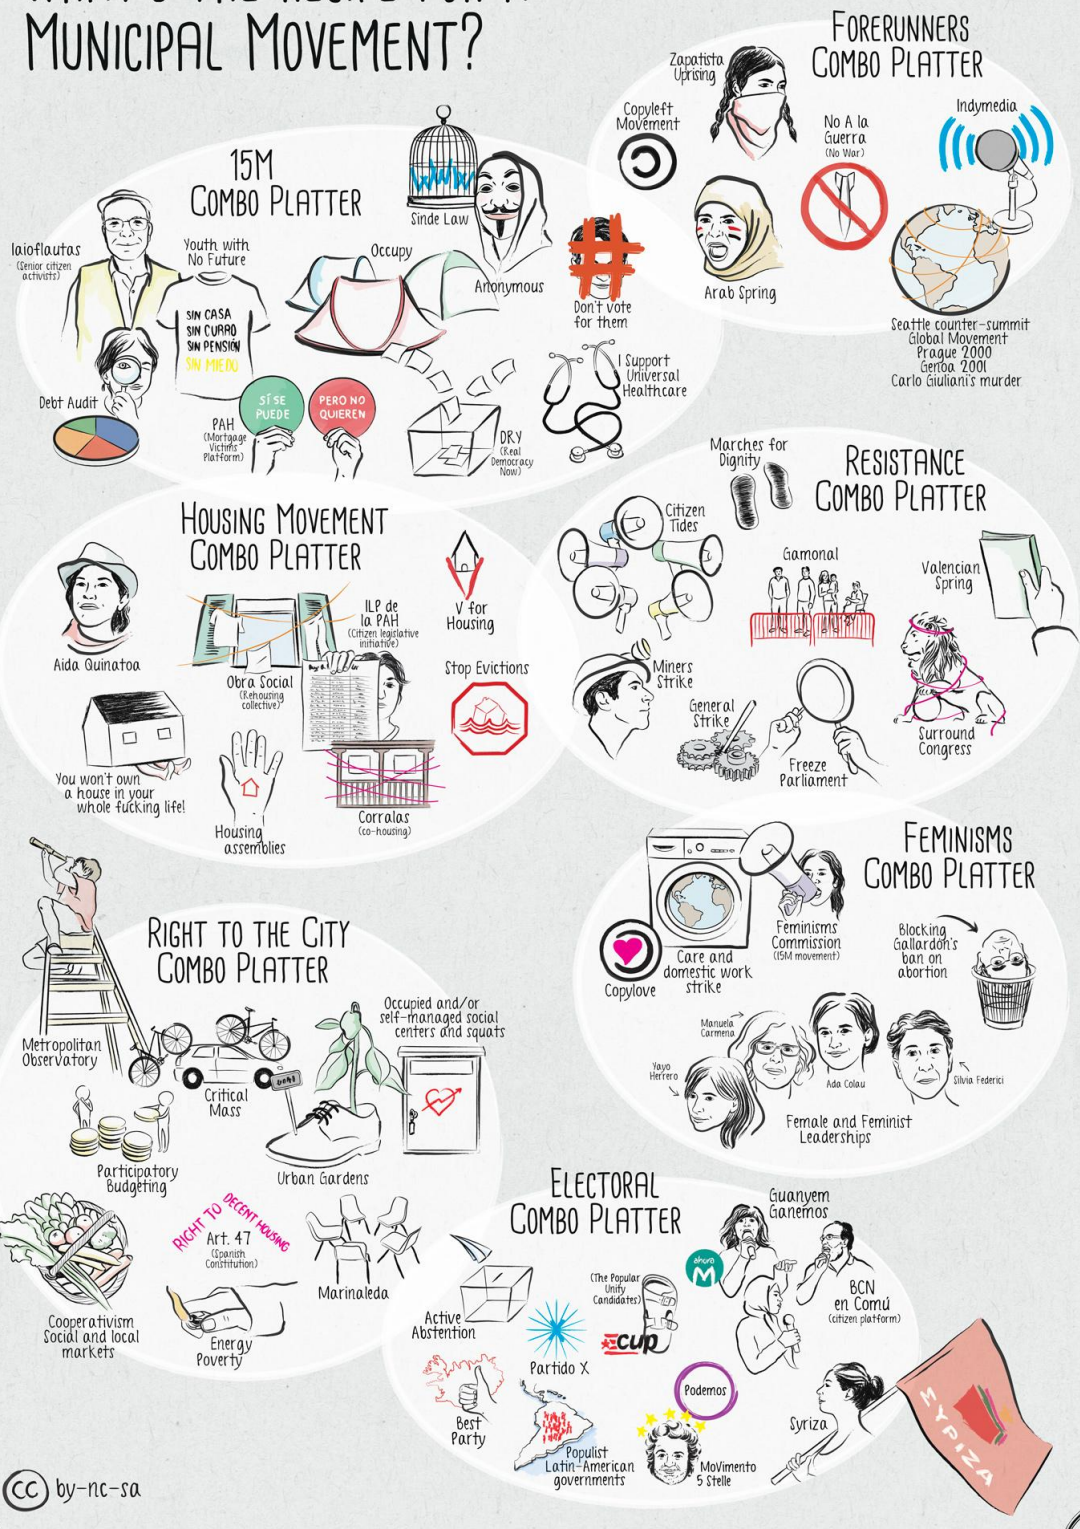 MUNICIPAL MOVEMENT?
FORERUNNERS
COMBO PLATTER
Zapatista
Uprising
Copyleft
Movement
No A la
Guerra
(No War)
Indymedia
Arab Spring
Seattle counter-summit
Global Movement
Prague 2000
Genoa 2001
Carlo Giuliani's murder
15M
COMBO PLATTER
www
Sinde Law
Iaioflautas
(Senior citizen
activists)
Youth with
No Future
SIN CASA
SIN CURRO
SIN PENSIÓN
SIN MIEDO
Occupy
Anonymous
#
Don't vote
for them
I Support
Universal
Healthcare
Debt Audit
PAH
(Mortgage
Victims'
Platform)
SÍ SE
PUEDE
PERO NO
QUIEREN
DRY
(Real
Democracy
Now)
HOUSING MOVEMENT
COMBO PLATTER
Aida Quinatoa
Obra Social
(Rehousing
collective)
ILP de
la PAH
(Citizen legislative
initiative)
V for
Housing
Stop Evictions
You won't own
a house in your
whole fucking life!
Housing
assemblies
Corralas
(co-housing)
RESISTANCE
COMBO PLATTER
Marches for
Dignity
Citizen
Tides
Gamonal
Valencian
Spring
Miners
Strike
General
Strike
Freeze
Parliament
Surround
Congress
FEMINISMS
COMBO PLATTER
Copylove
Care and
domestic work
strike
Feminisms
Commission
(15M movement)
Blocking
Gallardón's
ban on
abortion
Manuela
Carmena
Yayo
Herrero
Ada Colau
Silvia Federici
Female and Feminist
Leaderships
RIGHT TO THE CITY
COMBO PLATTER
Metropolitan
Observatory
Critical
Mass
Occupied and/or
self-managed social
centers and squats
Participatory
Budgeting
Urban Gardens
RIGHT TO DECENT HOUSING
Art. 47
(Spanish
Constitution)
Marinaleda
Cooperativism
Social and local
markets
Energy
Poverty
ELECTORAL
COMBO PLATTER
Guanyem
Ganemos
ahora
M
BCN
en Comú
(citizen platform)
Active
Abstention
Partido X
(The Popular
Unity
Candidates)
cup
Podemos
Best
Party
Populist
Latin-American
governments
MoVimento
5 Stelle
Syriza
ΣΥΡΙΖΑ
cc by-nc-sa